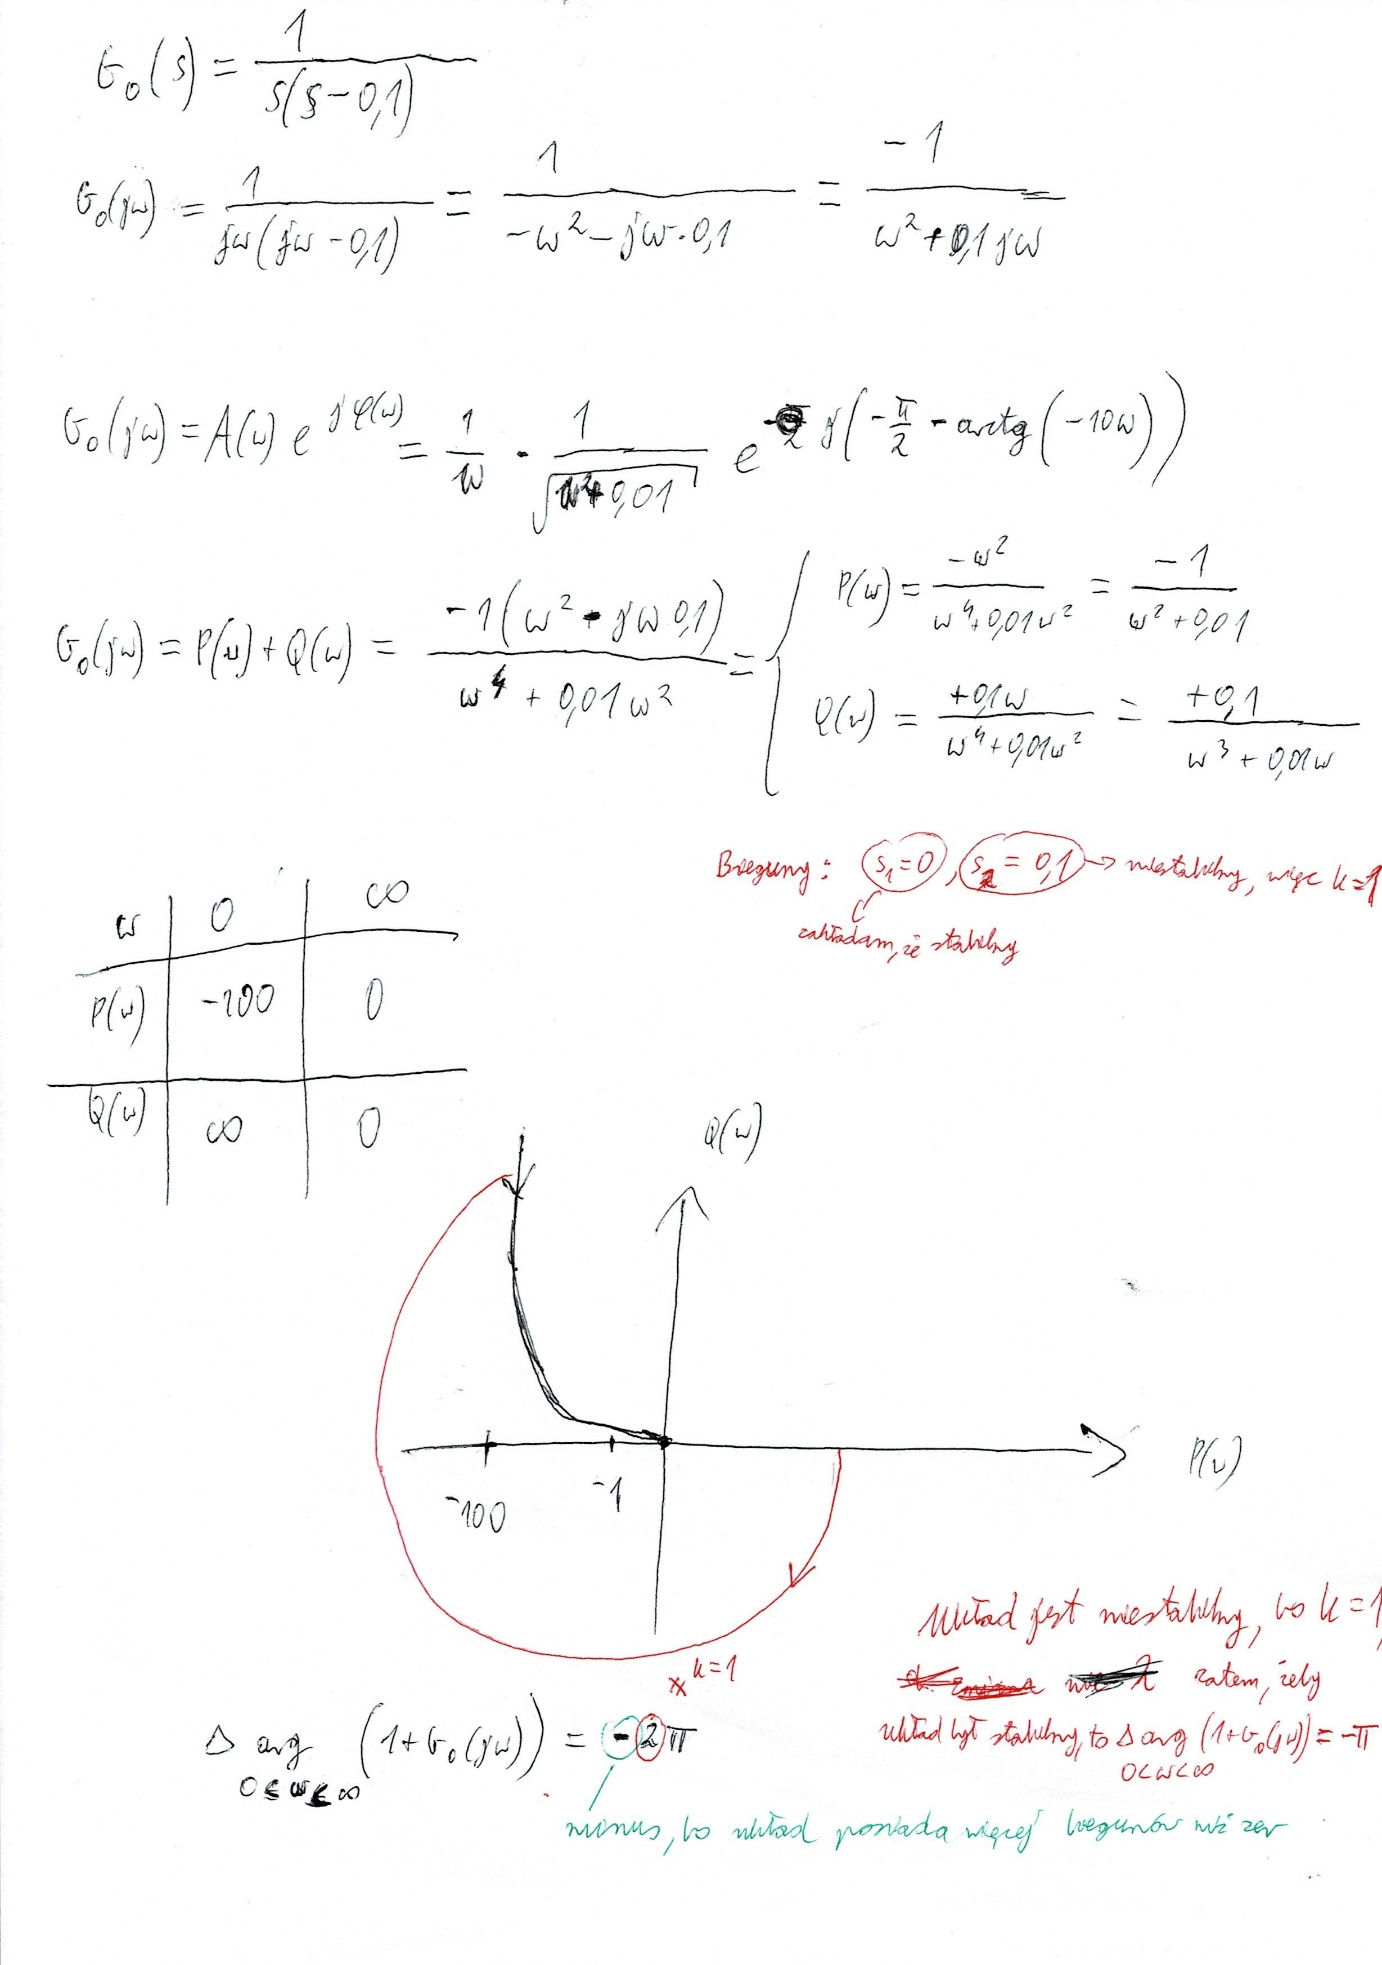 G₀(s) = 1 / s(s-0,1)
G₀(jω) = 1 / jω(jω-0,1) = 1 / -ω²-jω·0,1 = -1 / ω²+0,1jω
G₀(jω) = A(ω) e^jφ(ω) = 1/ω · 1/√ω²+0,01 e^j(-π/2 - arctg(-10ω))
G₀(jω) = P(ω)+Q(ω) = -1(ω²-jω0,1) / ω⁴+0,01ω² =
P(ω) = -ω² / ω⁴+0,01ω² = -1 / ω²+0,01
Q(ω) = +0,1ω / ω⁴+0,01ω² = +0,1 / ω³+0,01ω
Bieguny: s₁=0, s₂=0,1 → niestabilny, więc k=1
zakładam, że stabilny
ω 0 ∞
P(ω) -100 0
Q(ω) ∞ 0
Q(ω)
P(ω)
-100 -1
Układ jest niestabilny, bo k=1,
zatem, żeby
układ był stabilny, to Δ arg (1+G₀(jω)) = -π
0<ω<∞
* k=1
Δ arg (1+G₀(jω)) = -2π
0≤ω≤∞
minus, bo układ posiada więcej biegunów niż zer